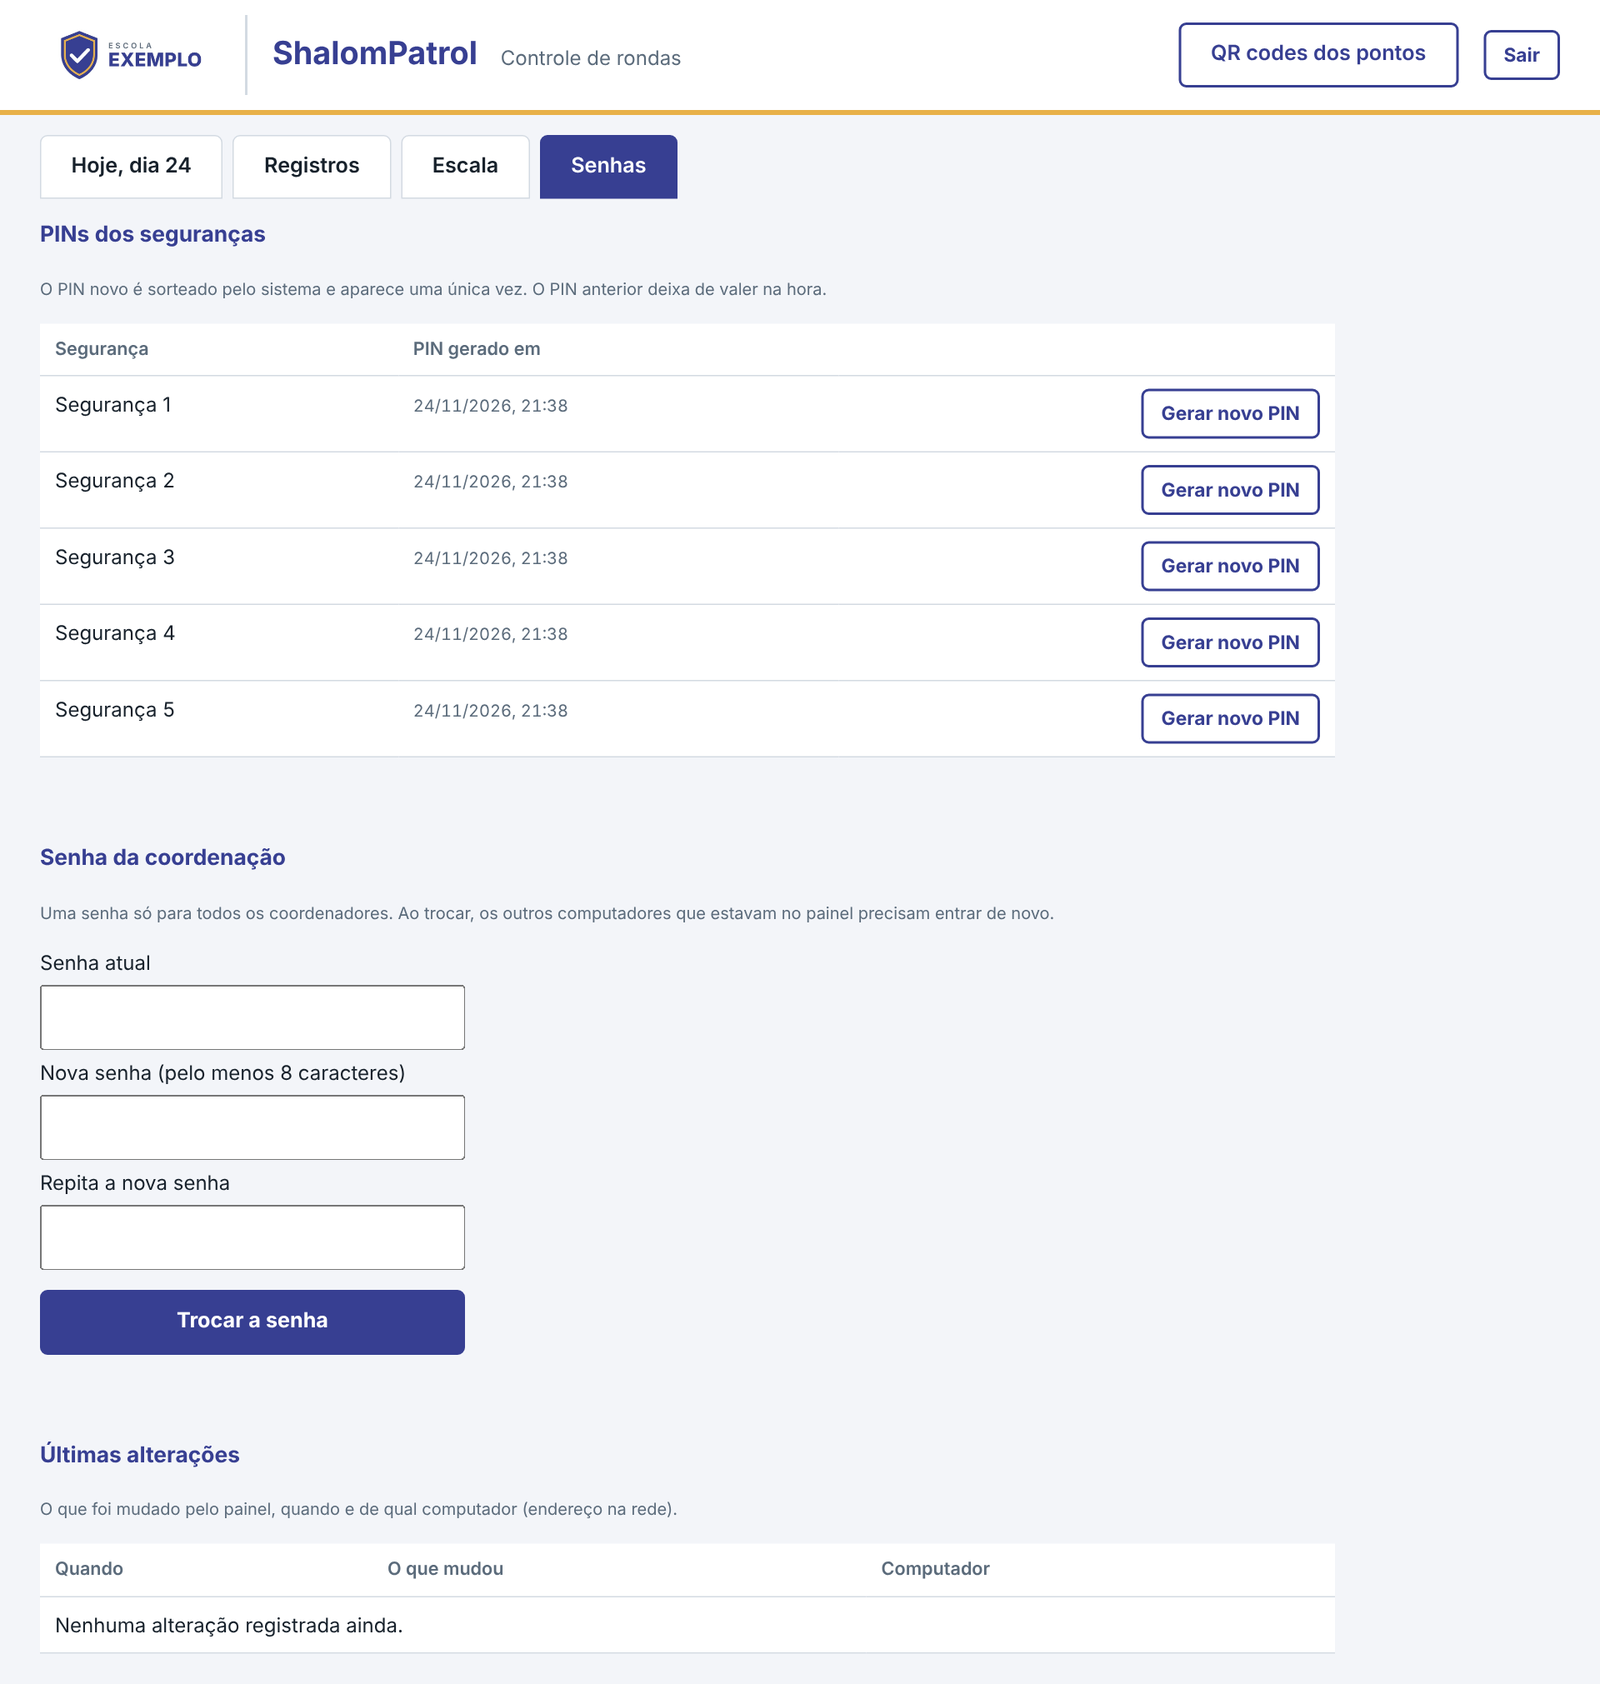 ESCOLA
EXEMPLO
ShalomPatrol Controle de rondas
QR codes dos pontos
Sair
Hoje, dia 24
Registros
Escala
Senhas
PINs dos seguranças
O PIN novo é sorteado pelo sistema e aparece uma única vez. O PIN anterior deixa de valer na hora.
Segurança PIN gerado em
Segurança 1 24/11/2026, 21:38 Gerar novo PIN
Segurança 2 24/11/2026, 21:38 Gerar novo PIN
Segurança 3 24/11/2026, 21:38 Gerar novo PIN
Segurança 4 24/11/2026, 21:38 Gerar novo PIN
Segurança 5 24/11/2026, 21:38 Gerar novo PIN
Senha da coordenação
Uma senha só para todos os coordenadores. Ao trocar, os outros computadores que estavam no painel precisam entrar de novo.
Senha atual
Nova senha (pelo menos 8 caracteres)
Repita a nova senha
Trocar a senha
Últimas alterações
O que foi mudado pelo painel, quando e de qual computador (endereço na rede).
Quando O que mudou Computador
Nenhuma alteração registrada ainda.